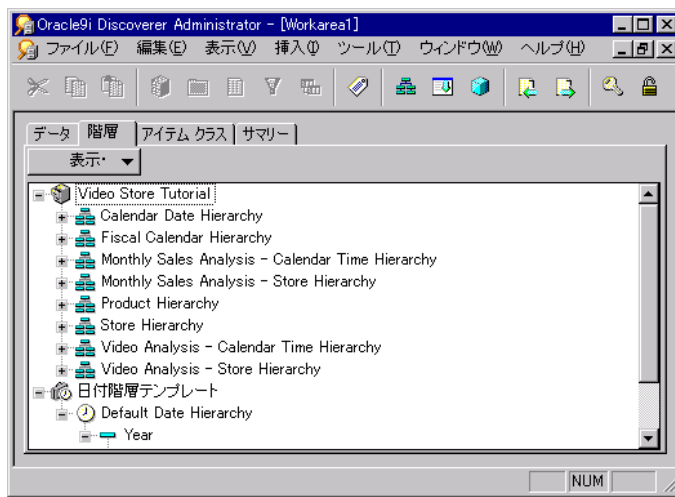 Oracle9i Discoverer Administrator - [Workarea1]
ファイル(F) 編集(E) 表示(V) 挿入(I) ツール(T) ウィンドウ(W) ヘルプ(H)
データ 階層 アイテム クラス サマリー
表示・
Video Store Tutorial
Calendar Date Hierarchy
Fiscal Calendar Hierarchy
Monthly Sales Analysis - Calendar Time Hierarchy
Monthly Sales Analysis - Store Hierarchy
Product Hierarchy
Store Hierarchy
Video Analysis - Calendar Time Hierarchy
Video Analysis - Store Hierarchy
日付階層テンプレート
Default Date Hierarchy
Year
NUM